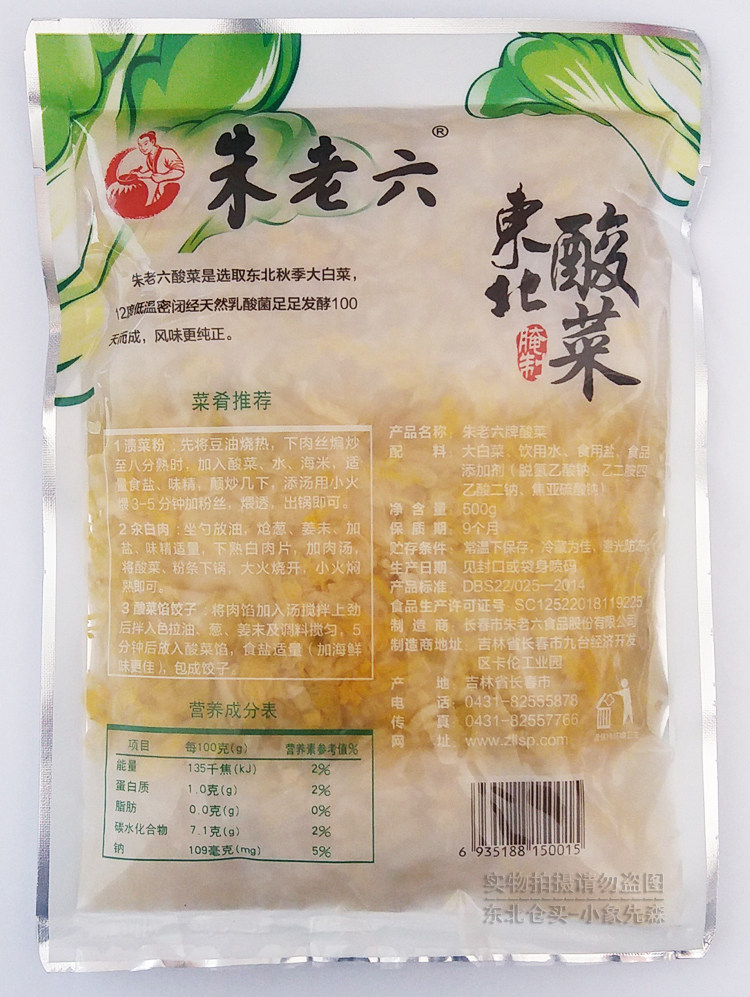 朱老六®
東北
酸菜
腌制
朱老六酸菜是选取东北秋季大白菜，
12度低温密闭经天然乳酸菌足足发酵100
天而成，风味更纯正。
菜肴推荐
1 渍菜粉：先将豆油烧热，下肉丝煸炒
至八分熟时，加入酸菜、水、海米，适
量食盐、味精，颠炒几下，添汤用小火
煨3-5分钟加粉丝，煨透，出锅即可。
2 氽白肉：坐勺放油，炝葱、姜末、加
盐、味精适量，下熟白肉片，加肉汤，
将酸菜、粉条下锅，大火烧开，小火焖
熟即可。
3 酸菜馅饺子：将肉馅加入汤搅拌上劲
后拌入色拉油、葱、姜末及调料搅匀，5
分钟后放入酸菜馅，食盐适量（加海鲜
味更佳），包成饺子。
产品名称：朱老六牌酸菜
配 料：大白菜、饮用水、食用盐、食品
添加剂（脱氢乙酸钠、乙二胺四
乙酸二钠、焦亚硫酸钠）
净含量：500g
保质期：9个月
贮存条件：常温下保存，冷藏为佳，避光防冻
生产日期：见封口或袋身喷码
产品标准：DBS22/025—2014
食品生产许可证号：SC12522018119225
制造商：长春市朱老六食品股份有限公司
制造商地址：吉林省长春市九台经济开发
区卡伦工业园
产 地：吉林省长春市
电 话：0431-82555878
传 真：0431-82557766
网 址：www.zllsp.com
营养成分表
项目 每100克(g) 营养素参考值%
能量 135千焦(kJ) 2%
蛋白质 1.0克(g) 2%
脂肪 0.0克(g) 0%
碳水化合物 7.1克(g) 2%
钠 109毫克(mg) 5%
6 935188 150015
实物拍摄请勿盗图
东北仓买-小象先森